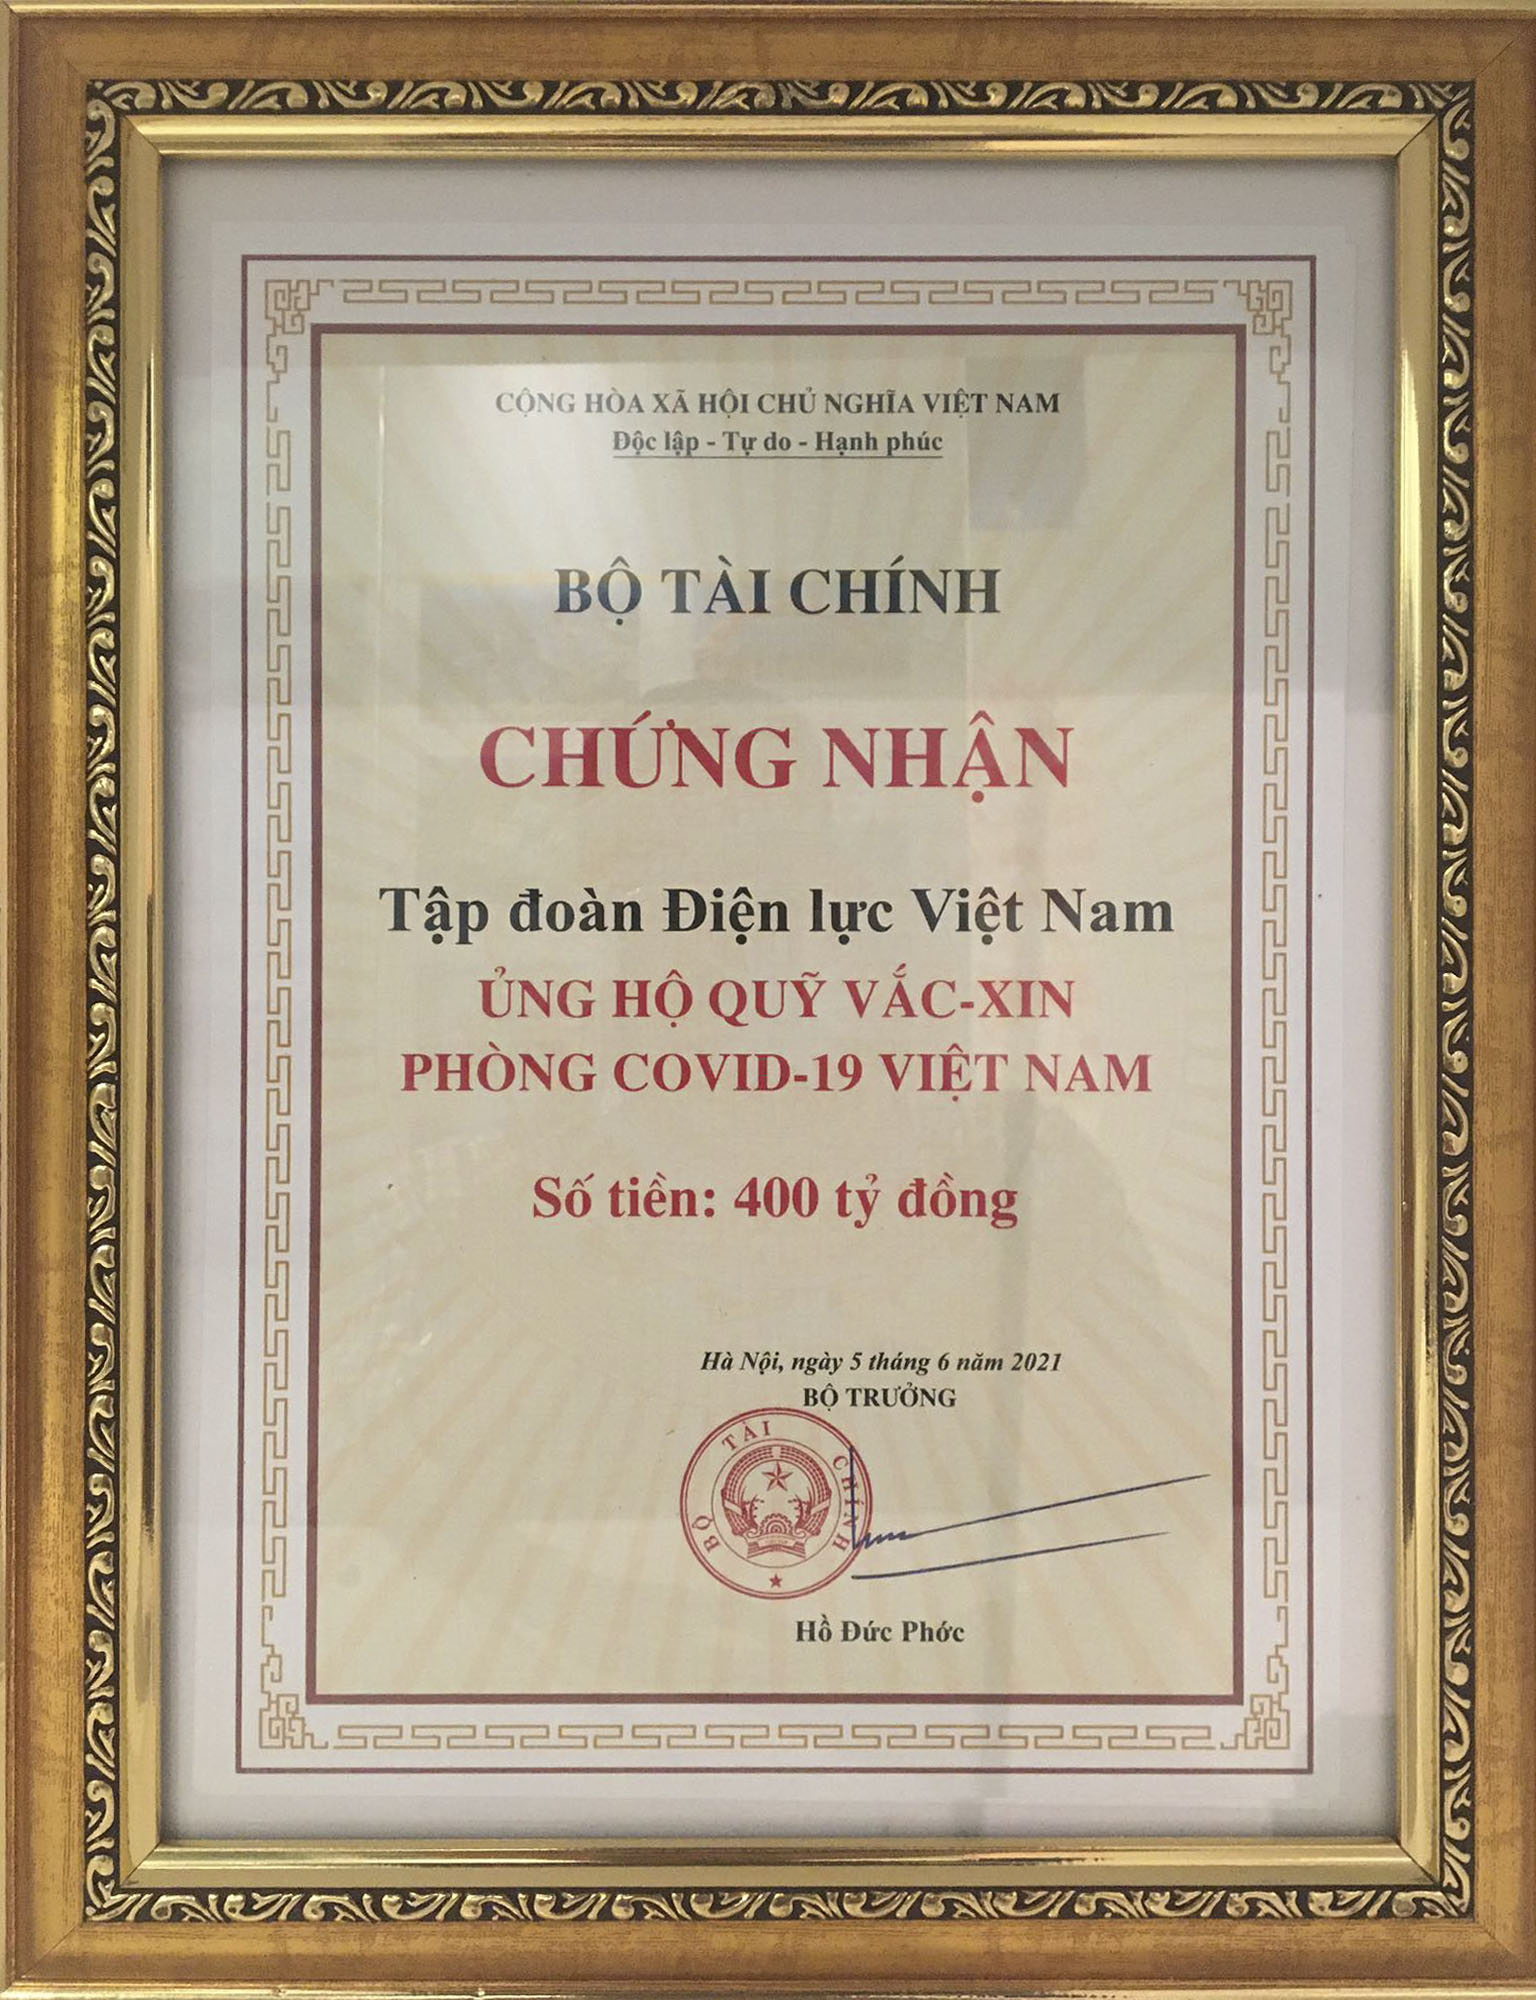 CỘNG HÒA XÃ HỘI CHỦ NGHĨA VIỆT NAM
Độc lập - Tự do - Hạnh phúc
BỘ TÀI CHÍNH
CHỨNG NHẬN
Tập đoàn Điện lực Việt Nam
ỦNG HỘ QUỸ VẮC-XIN
PHÒNG COVID-19 VIỆT NAM
Số tiền: 400 tỷ đồng
Hà Nội, ngày 5 tháng 6 năm 2021
BỘ TRƯỞNG
BỘ TÀI CHÍNH
Hồ Đức Phớc